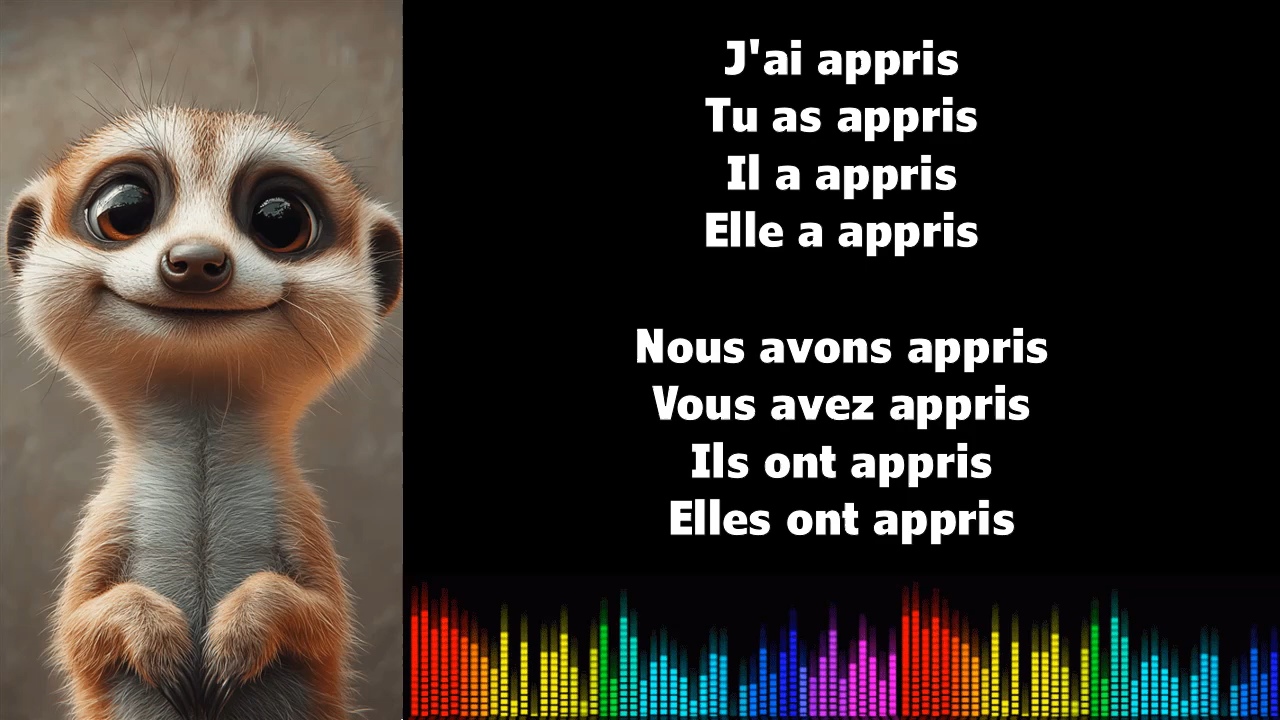 J'ai appris
Tu as appris
Il a appris
Elle a appris
Nous avons appris
Vous avez appris
Ils ont appris
Elles ont appris